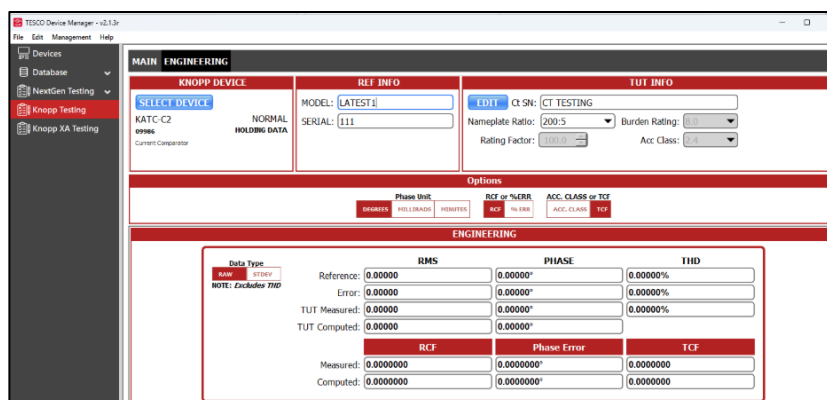 TESCO Device Manager - v2.1.3r
File Edit Management Help
Devices
Database
NextGen Testing
Knopp Testing
Knopp XA Testing
MAIN ENGINEERING
KNOPP DEVICE
SELECT DEVICE
KATC-C2 NORMAL
09986 HOLDING DATA
Current Comparator
REF INFO
MODEL: LATEST1
SERIAL: 111
TUT INFO
EDIT Ct SN: CT TESTING
Nameplate Ratio: 200:5 Burden Rating: 8.0
Rating Factor: 100.0 Acc Class: 2.4
Options
Phase Unit RCF or %ERR ACC. CLASS or TCF
DEGREES MILLIRADS MINUTES RCF % ERR ACC. CLASS TCF
ENGINEERING
Data Type
RAW STDEV
NOTE: Excludes THD
RMS PHASE THD
Reference: 0.00000 0.00000° 0.00000%
Error: 0.00000 0.00000° 0.00000%
TUT Measured: 0.00000 0.00000° 0.00000%
TUT Computed: 0.00000 0.00000°
RCF Phase Error TCF
Measured: 0.0000000 0.0000000° 0.0000000
Computed: 0.0000000 0.0000000° 0.0000000